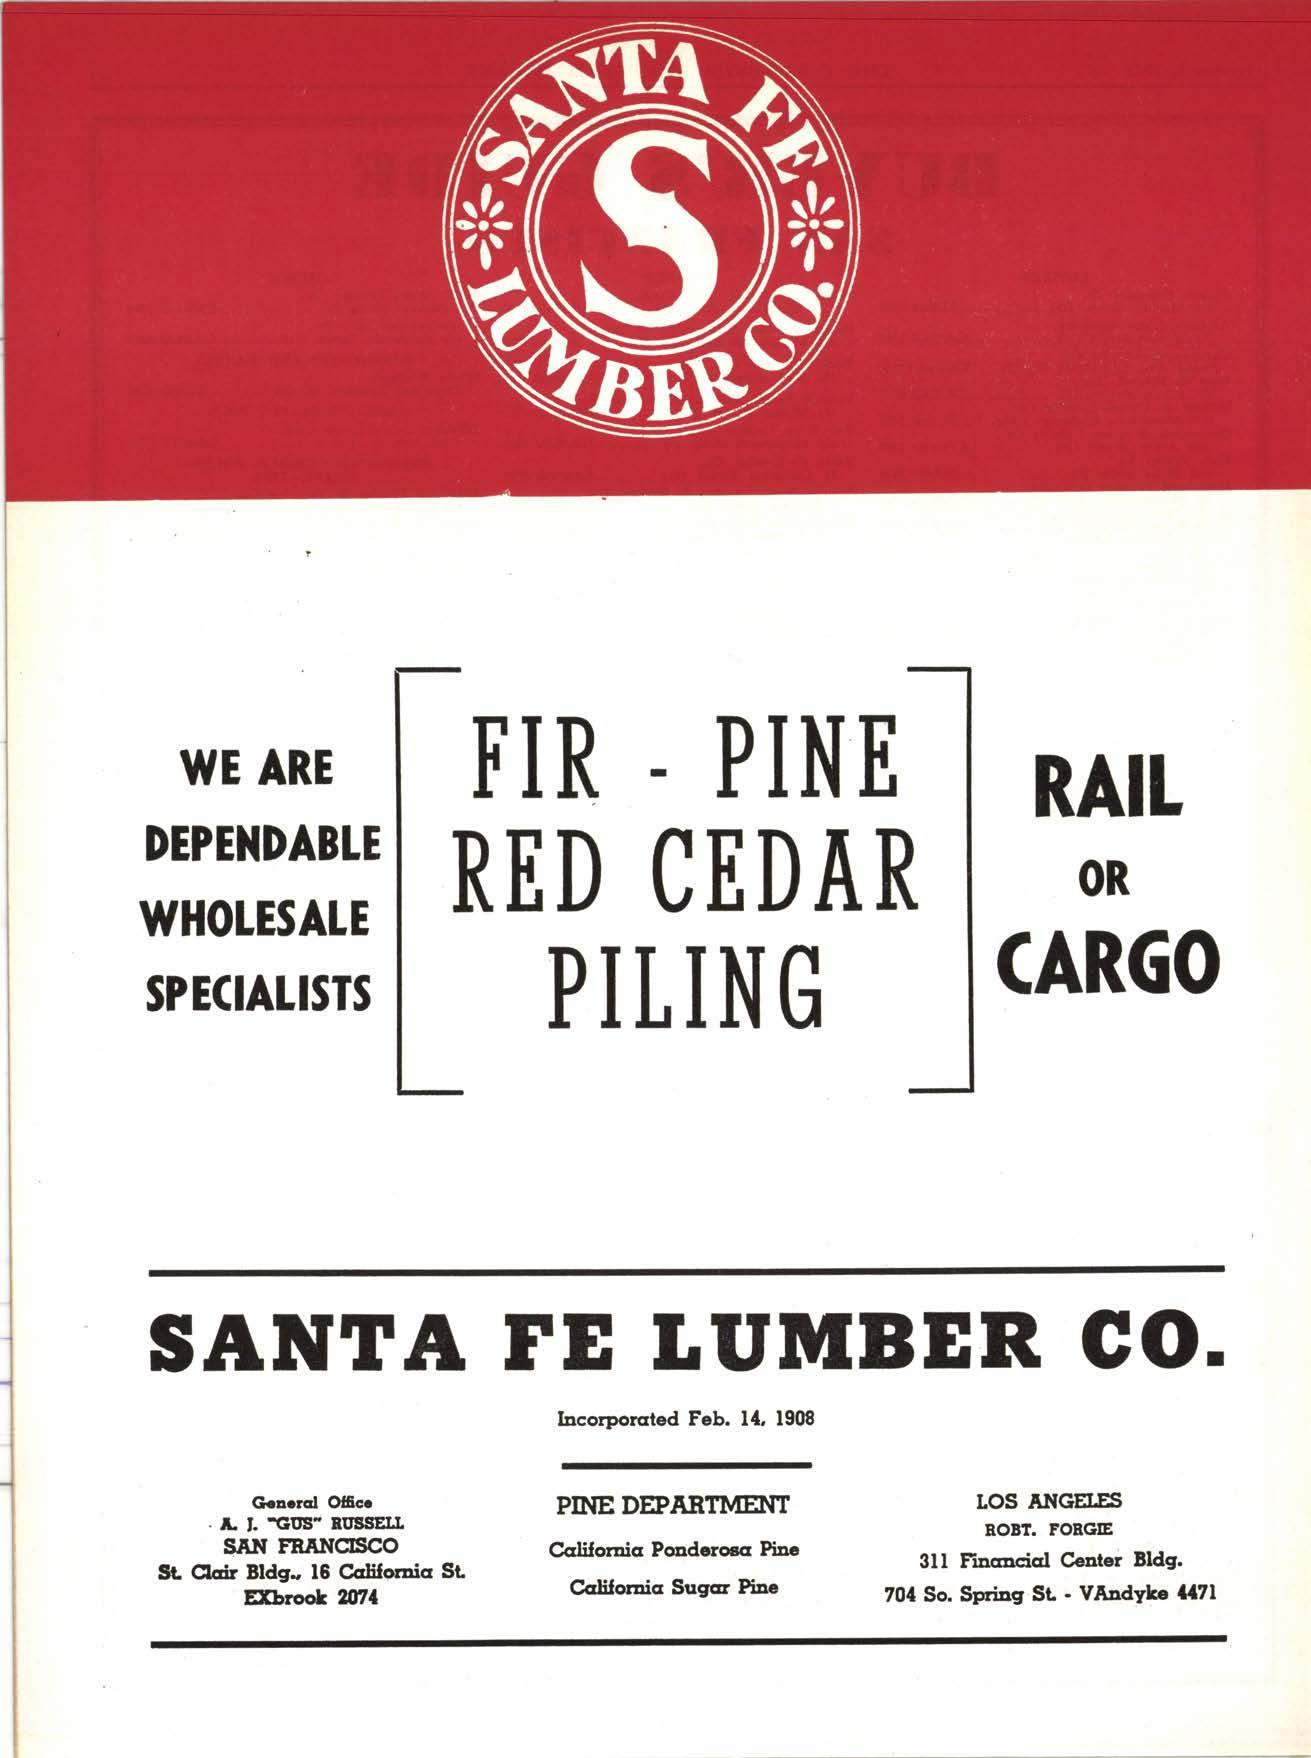 SANTA FE
S
LUMBER CO.
WE ARE
DEPENDABLE
WHOLESALE
SPECIALISTS
FIR - PINE
RED CEDAR
PILING
RAIL
OR
CARGO
SANTA FE LUMBER CO.
Incorporated Feb. 14, 1908
General Office
A. J. "GUS" RUSSELL
SAN FRANCISCO
St. Clair Bldg., 16 California St.
EXbrook 2074
PINE DEPARTMENT
California Ponderosa Pine
California Sugar Pine
LOS ANGELES
ROBT. FORGIE
311 Financial Center Bldg.
704 So. Spring St. - VAndyke 4471